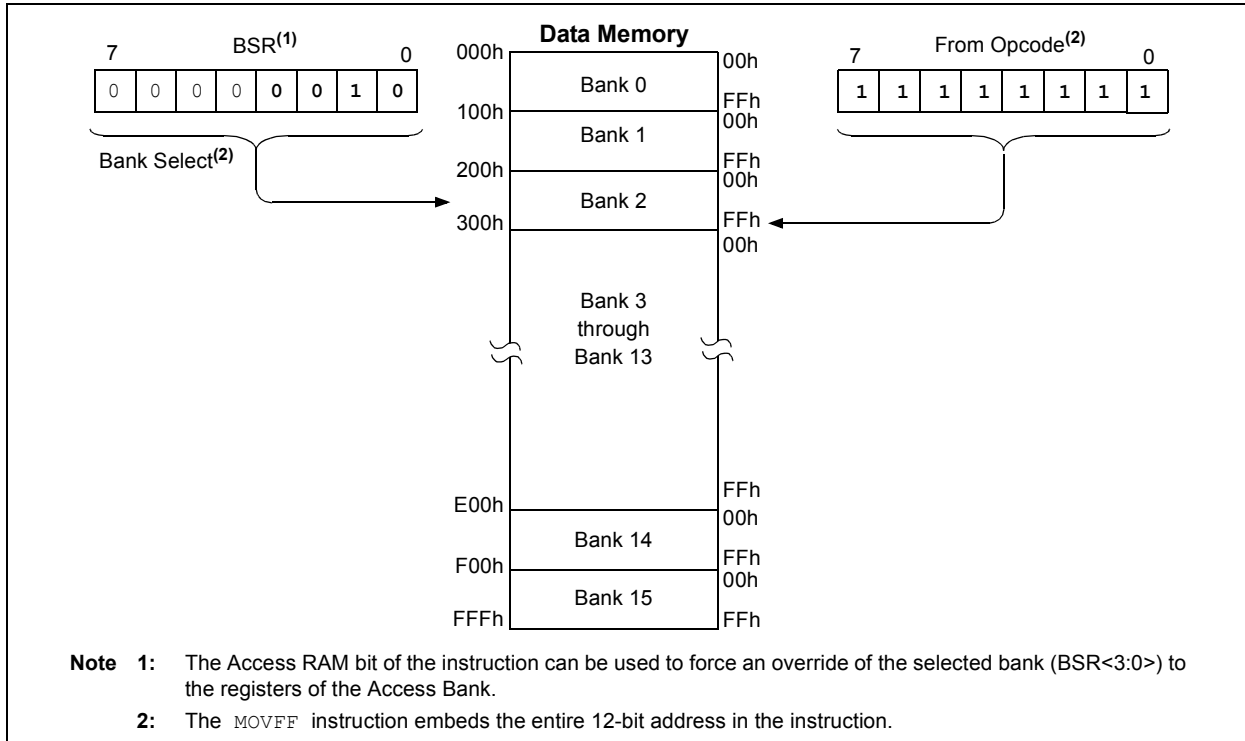 Data Memory
7 BSR(1) 0
0 0 0 0 0 0 1 0
Bank Select(2)
7 From Opcode(2) 0
1 1 1 1 1 1 1 1
000h Bank 0 00h
FFh
100h Bank 1 00h
FFh
200h Bank 2 00h
300h FFh
00h
Bank 3
through
Bank 13
FFh
E00h Bank 14 00h
FFh
F00h Bank 15 00h
FFFh FFh
Note 1: The Access RAM bit of the instruction can be used to force an override of the selected bank (BSR<3:0>) to
the registers of the Access Bank.
2: The MOVFF instruction embeds the entire 12-bit address in the instruction.